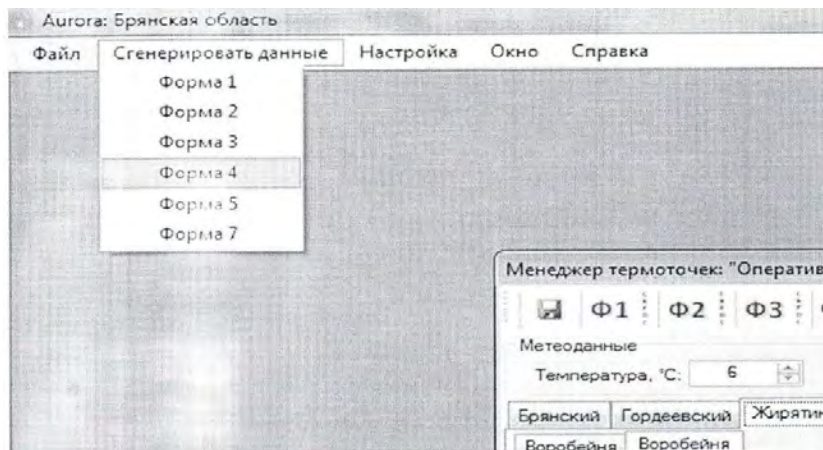 Aurora: Брянская область
Файл Сгенерировать данные Настройка Окно Справка
Форма 1
Форма 2
Форма 3
Форма 4
Форма 5
Форма 7
Менеджер термоточек: "Оператив
Ф1 Ф2 Ф3
Метеоданные
Температура, °С: 6
Брянский Гордеевский Жирятин
Воробейня Воробейня